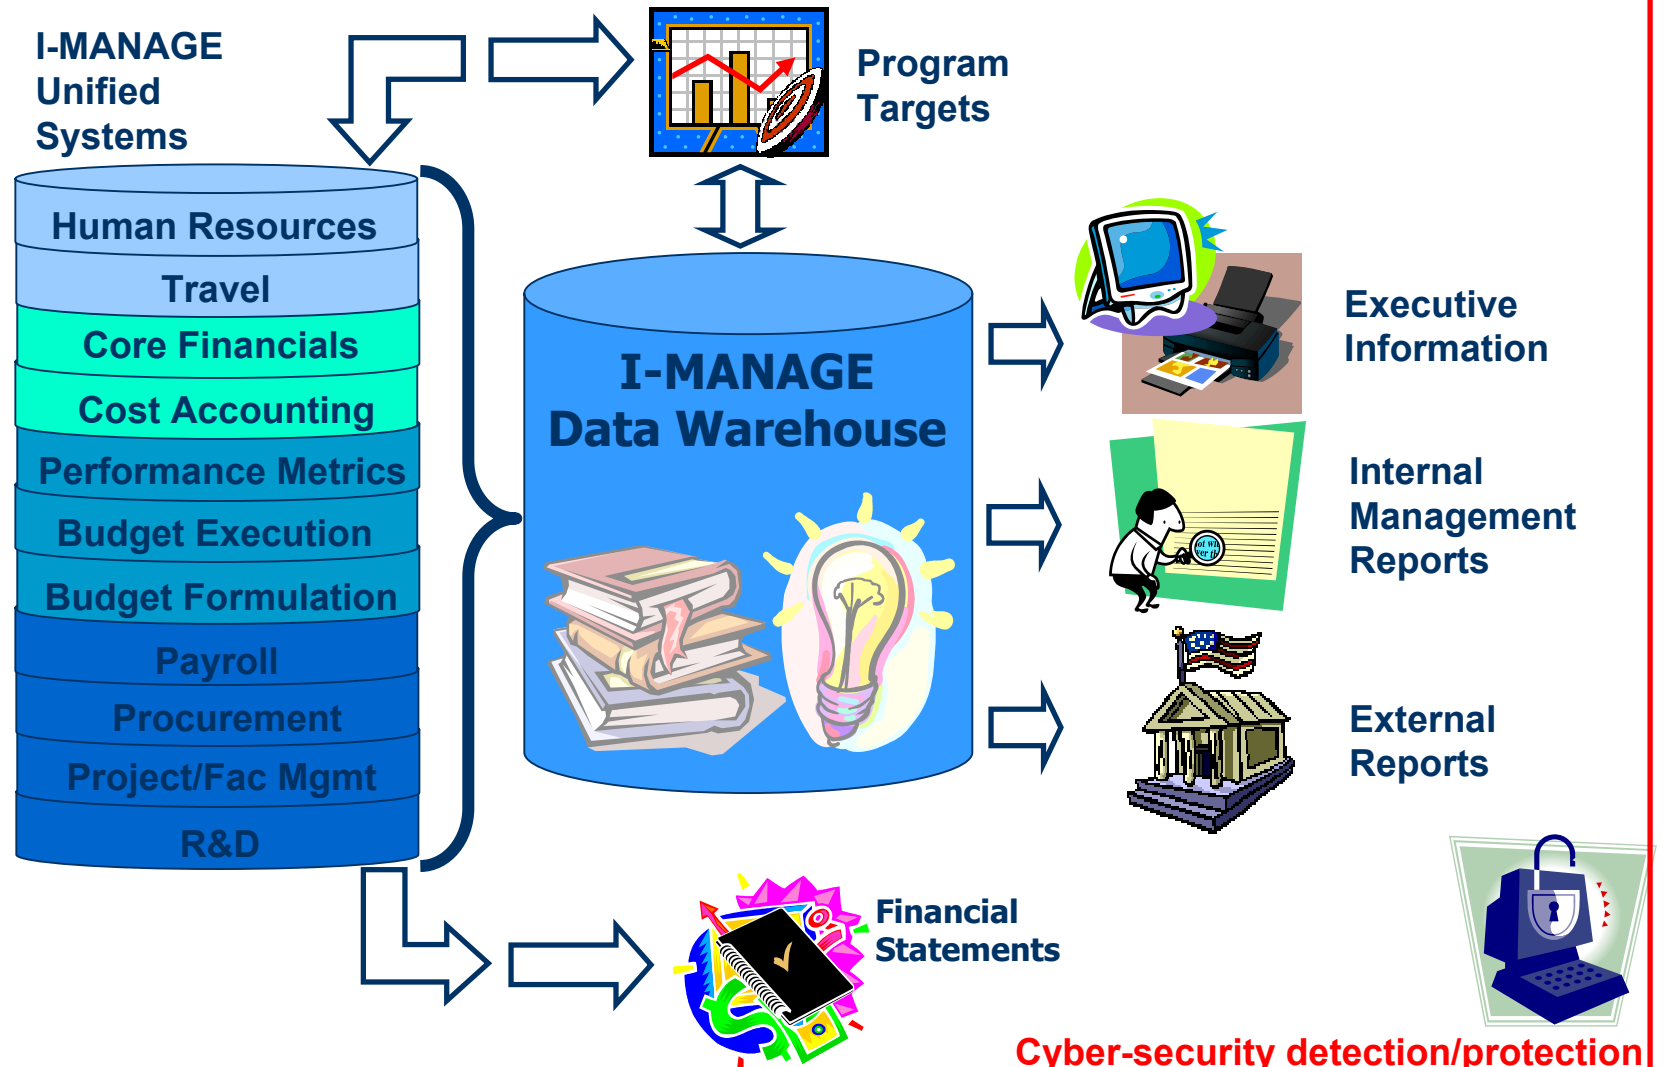 I-MANAGE
Unified
Systems
Program
Targets
Human Resources
Travel
Core Financials
Cost Accounting
Performance Metrics
Budget Execution
Budget Formulation
Payroll
Procurement
Project/Fac Mgmt
R&D
I-MANAGE
Data Warehouse
Executive
Information
Internal
Management
Reports
External
Reports
Financial
Statements
Cyber-security detection/protection